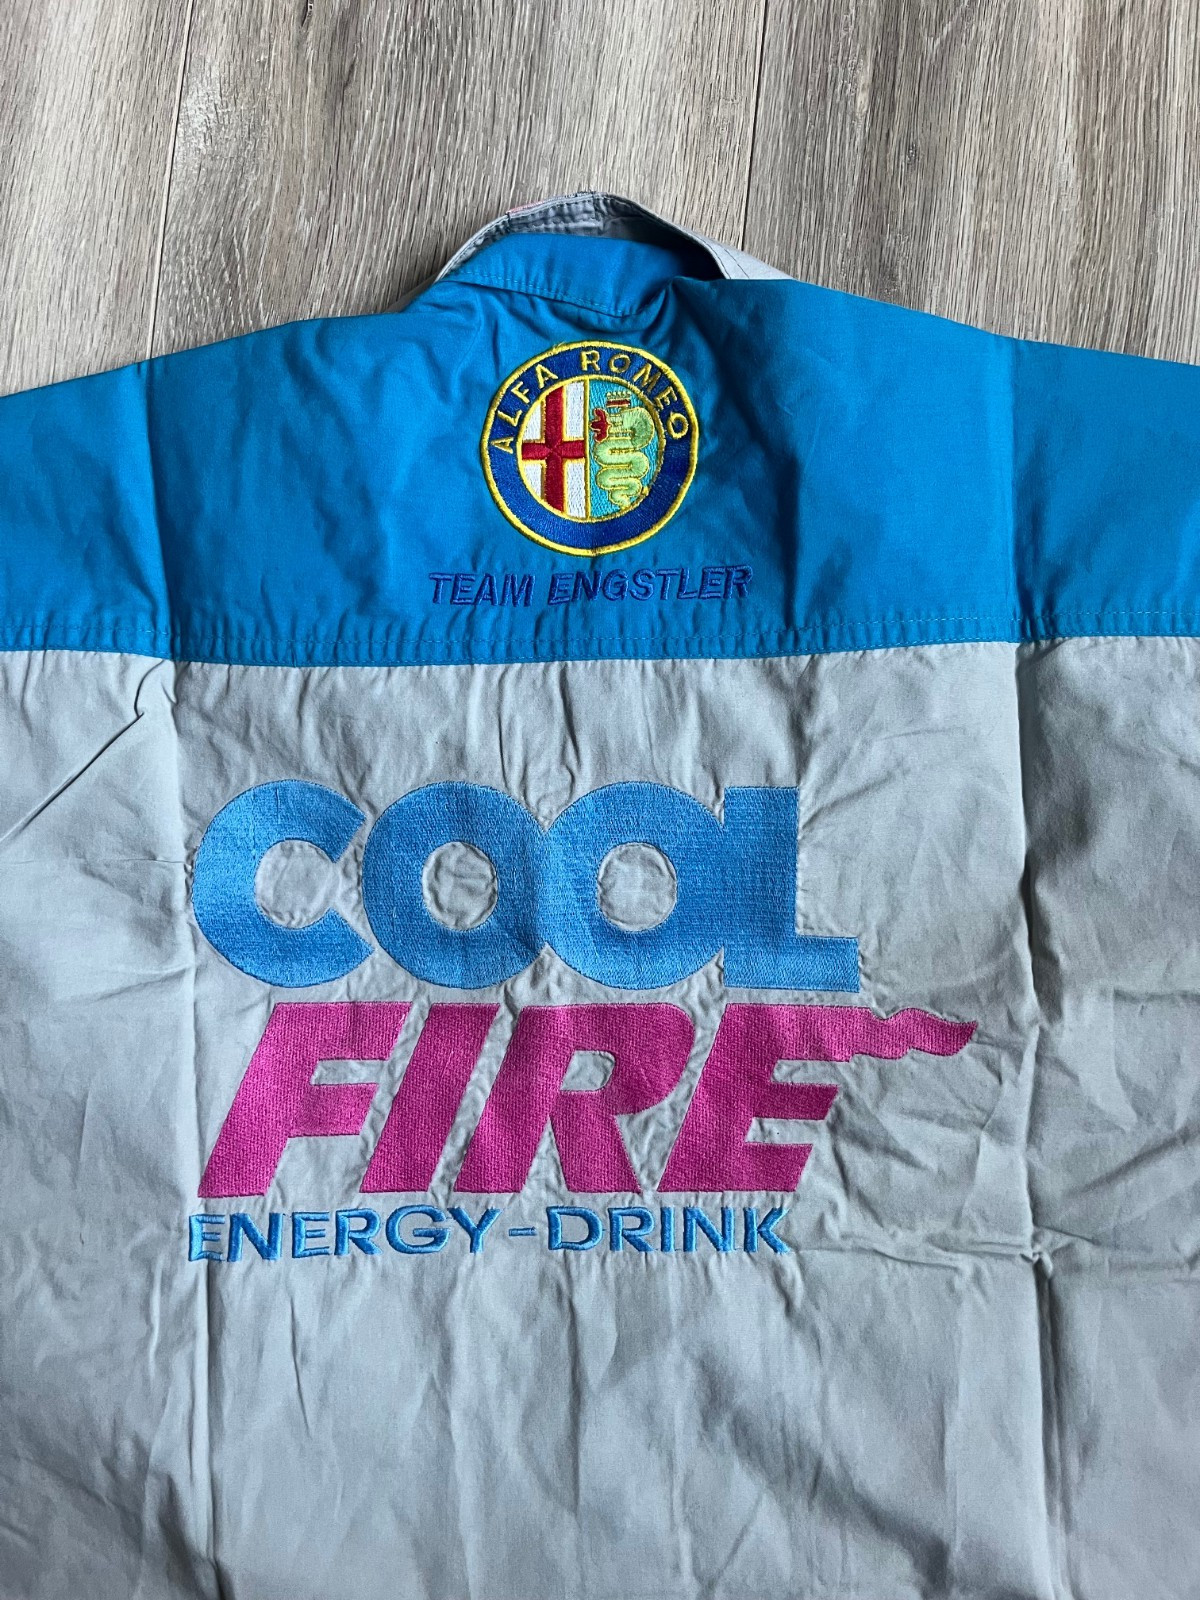 ALFA ROMEO
TEAM ENGSTLER
COOL
FIRE
ENERGY-DRINK